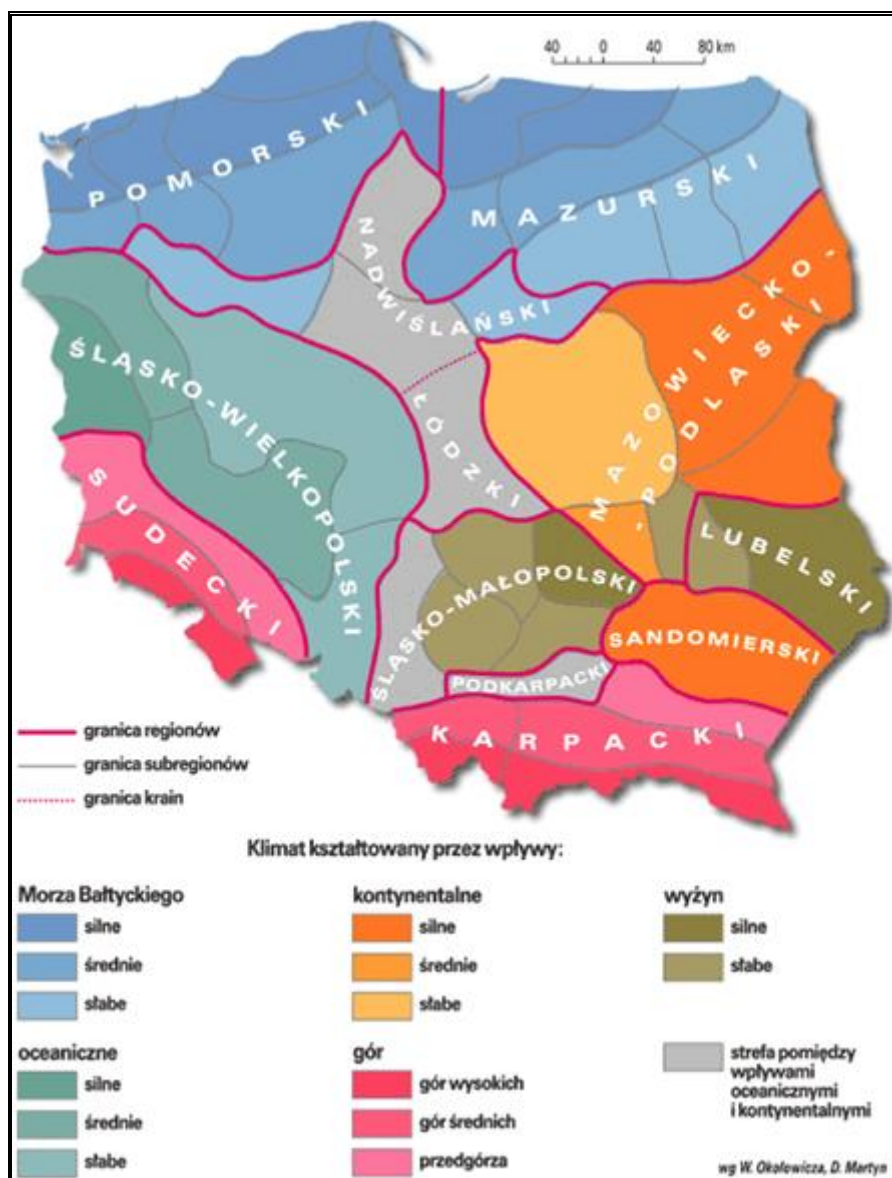 40 0 40 80 km
POMORSKI
MAZURSKI
NADWIŚLAŃSKI
MAZOWIECKO-
-PODLASKI
ŚLĄSKO-WIELKOPOLSKI
ŁÓDZKI
SUDECKI
LUBELSKI
ŚLĄSKO-MAŁOPOLSKI
SANDOMIERSKI
PODKARPACKI
KARPACKI
granica regionów
granica subregionów
granica krain
Klimat kształtowany przez wpływy:
Morza Bałtyckiego
silne
średnie
słabe
kontynentalne
silne
średnie
słabe
wyżyn
silne
słabe
oceaniczne
silne
średnie
słabe
gór
gór wysokich
gór średnich
przedgórza
strefa pomiędzy
wpływami
oceanicznymi
i kontynentalnymi
wg W. Okołowicza, D. Martyn